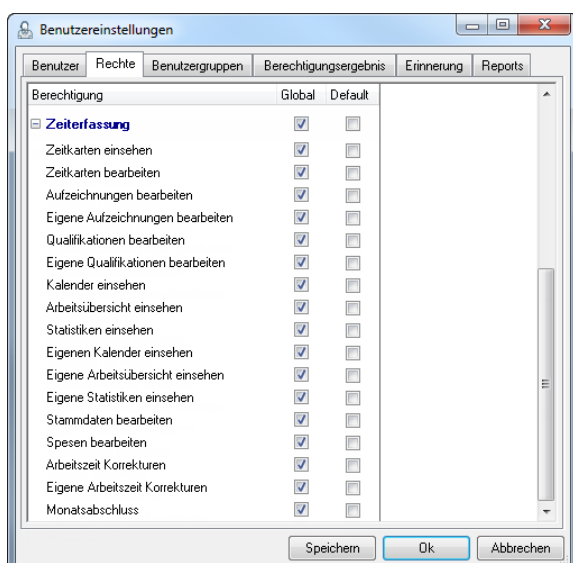 Benutzereinstellungen
Benutzer Rechte Benutzergruppen Berechtigungsergebnis Erinnerung Reports
Berechtigung Global Default
Zeiterfassung
Zeitkarten einsehen
Zeitkarten bearbeiten
Aufzeichnungen bearbeiten
Eigene Aufzeichnungen bearbeiten
Qualifikationen bearbeiten
Eigene Qualifikationen bearbeiten
Kalender einsehen
Arbeitsübersicht einsehen
Statistiken einsehen
Eigenen Kalender einsehen
Eigene Arbeitsübersicht einsehen
Eigene Statistiken einsehen
Stammdaten bearbeiten
Spesen bearbeiten
Arbeitszeit Korrekturen
Eigene Arbeitszeit Korrekturen
Monatsabschluss
Speichern Ok Abbrechen